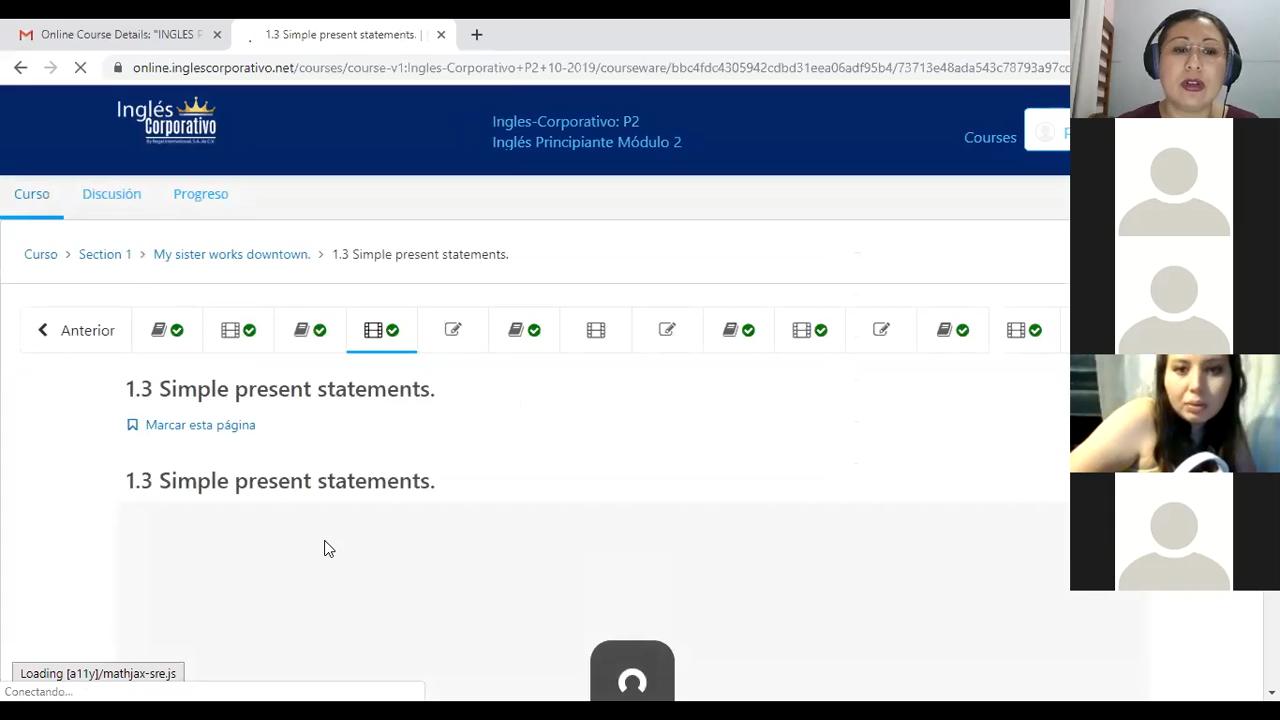 Online Course Details: "INGLES P
1.3 Simple present statements. |
online.inglescorporativo.net/courses/course-v1:Ingles-Corporativo+P2+10-2019/courseware/bbc4fdc4305942cdbd31eea06adf95b4/73713e48ada543c78793a97cc
Inglés
Corporativo
Ingles-Corporativo: P2
Inglés Principiante Módulo 2
Courses
Curso
Discusión
Progreso
Curso > Section 1 > My sister works downtown. > 1.3 Simple present statements.
Anterior
1.3 Simple present statements.
Marcar esta página
1.3 Simple present statements.
Loading [a11y]/mathjax-sre.js
Conectando...